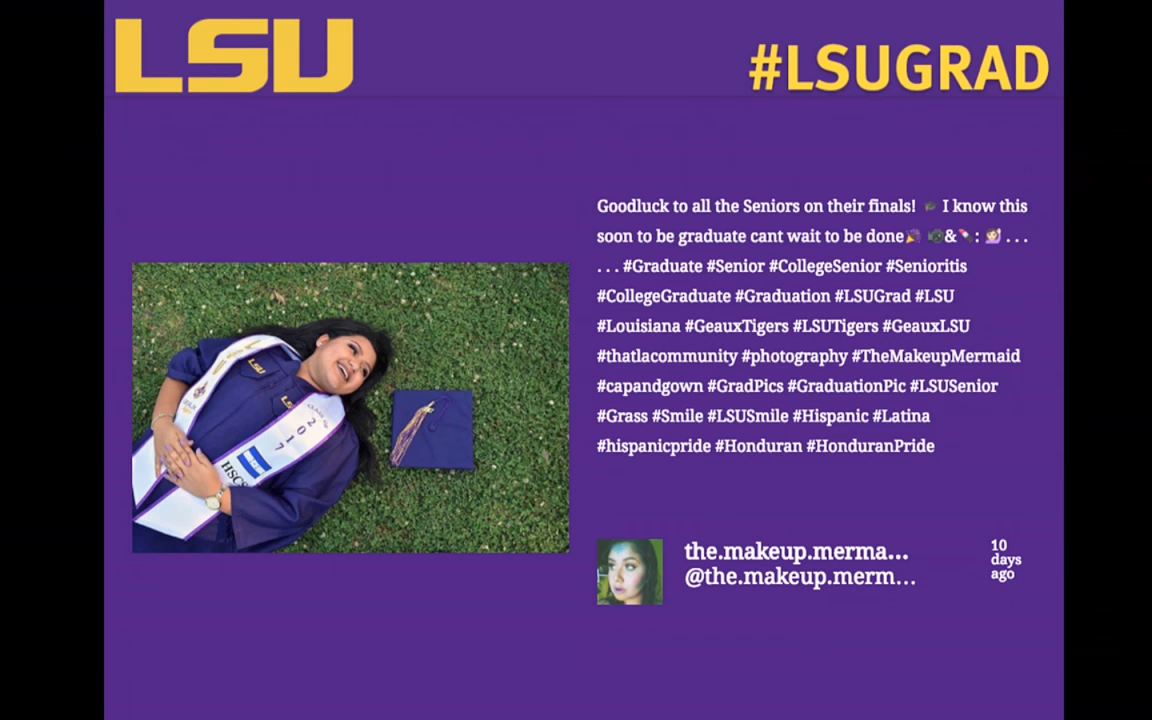 LSU
#LSUGRAD
Goodluck to all the Seniors on their finals! 🎓 I know this
soon to be graduate cant wait to be done🎉 📷&💄: 💁🏻 . . .
. . . #Graduate #Senior #CollegeSenior #Senioritis
#CollegeGraduate #Graduation #LSUGrad #LSU
#Louisiana #GeauxTigers #LSUTigers #GeauxLSU
#thatlacommunity #photography #TheMakeupMermaid
#capandgown #GradPics #GraduationPic #LSUSenior
#Grass #Smile #LSUSmile #Hispanic #Latina
#hispanicpride #Honduran #HonduranPride
LSU
2017
the.makeup.merma...
@the.makeup.merm...
10
days
ago